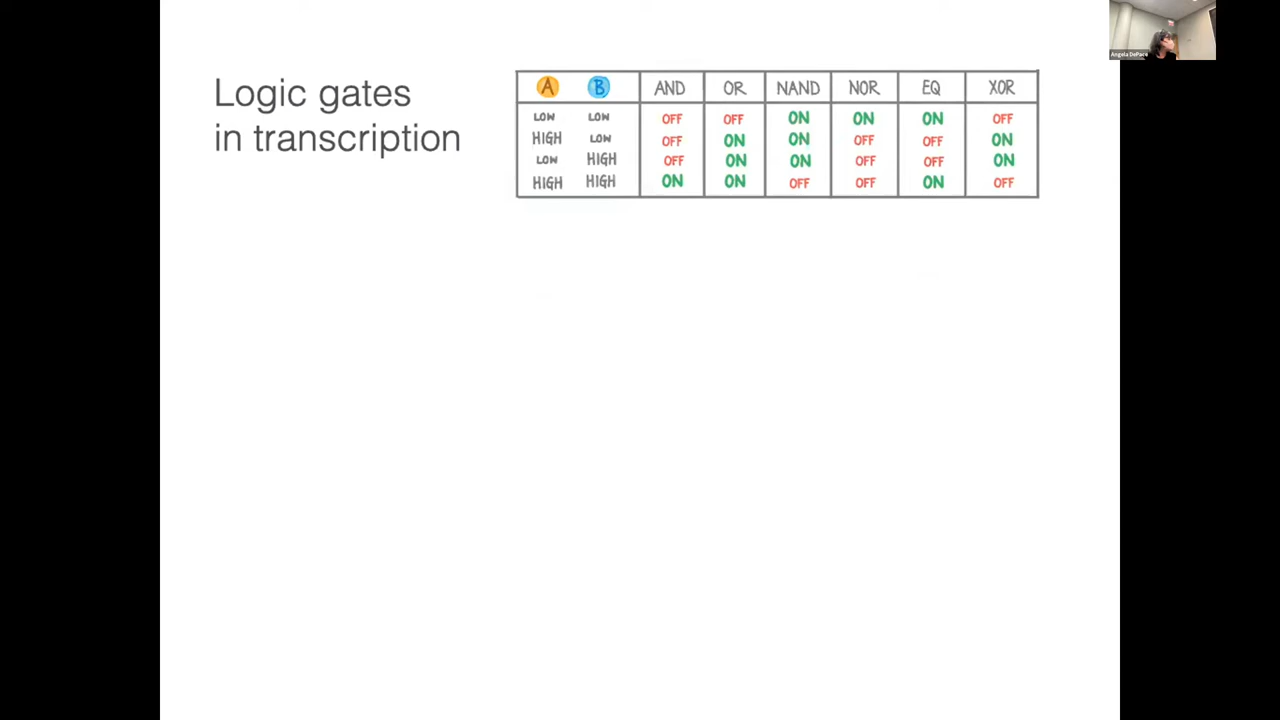 Logic gates
in transcription
A B AND OR NAND NOR EQ XOR
LOW LOW OFF OFF ON ON ON OFF
HIGH LOW OFF ON ON OFF OFF ON
LOW HIGH OFF ON ON OFF OFF ON
HIGH HIGH ON ON OFF OFF ON OFF
Angela DePace